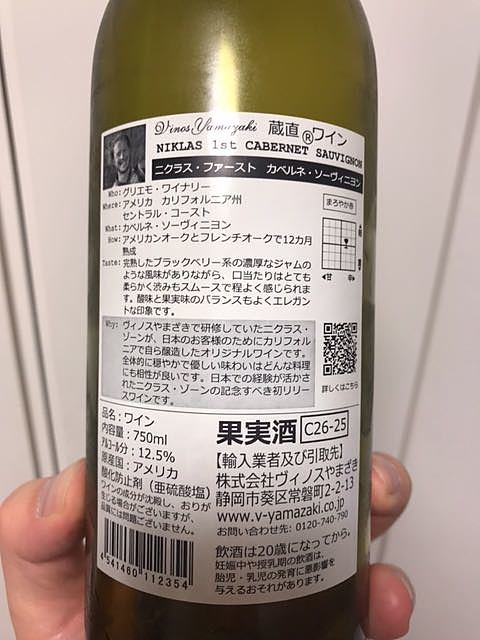 Vinos Yamazaki 蔵直®ワイン
NIKLAS 1st CABERNET SAUVIGNON
ニクラス・ファースト カベルネ・ソーヴィニヨン
Who:グリエモ・ワイナリー
Where:アメリカ カリフォルニア州
セントラル・コースト
What:カベルネ・ソーヴィニヨン
How:アメリカンオークとフレンチオークで12カ月
熟成
Taste:完熟したブラックベリー系の濃厚なジャムの
ような風味がありながら、口当たりはとても
柔らかく渋みもスムースで程よく感じられま
す。酸味と果実味のバランスもよくエレガン
トな印象です。
まろやか赤
Why:ヴィノスやまざきで研修していたニクラス・
ゾーンが、日本のお客様のためにカリフォル
ニアで自ら醸造したオリジナルワインです。
全体的に穏やかで優しい味わいはどんな料理
にも相性が良いです。日本での経験が活かさ
れたニクラス・ゾーンの記念すべき初リリー
スワインです。
詳しくはこちら
品名:ワイン
内容量:750ml
アルコール分:12.5%
原産国:アメリカ
酸化防止剤(亜硫酸塩)
ワインの成分が沈殿し、おりが
生じる場合がございますが、
品質には問題ございません。
4541460112354
果実酒 C26-25
【輸入業者及び引取先】
株式会社ヴィノスやまざき
静岡市葵区常磐町2-2-13
www.v-yamazaki.co.jp
お問い合わせ先: 0120-740-790
飲酒は20歳になってから。
妊娠中や授乳期の飲酒は、
胎児・乳児の発育に悪影響を
与えるおそれがあります。